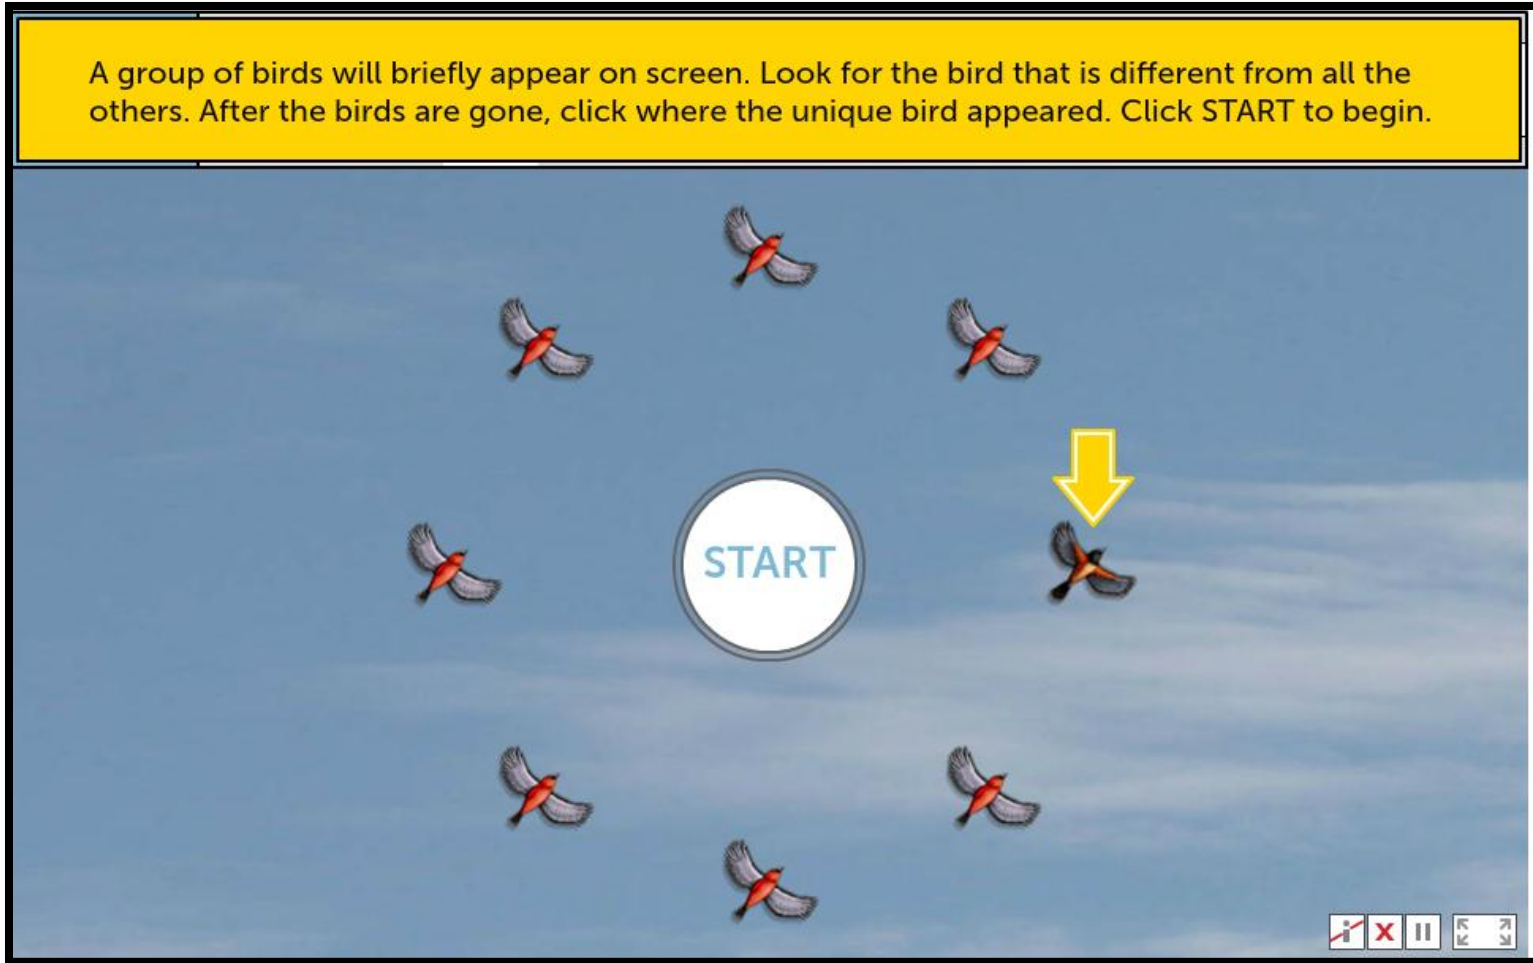 A group of birds will briefly appear on screen. Look for the bird that is different from all the
others. After the birds are gone, click where the unique bird appeared. Click START to begin.
START